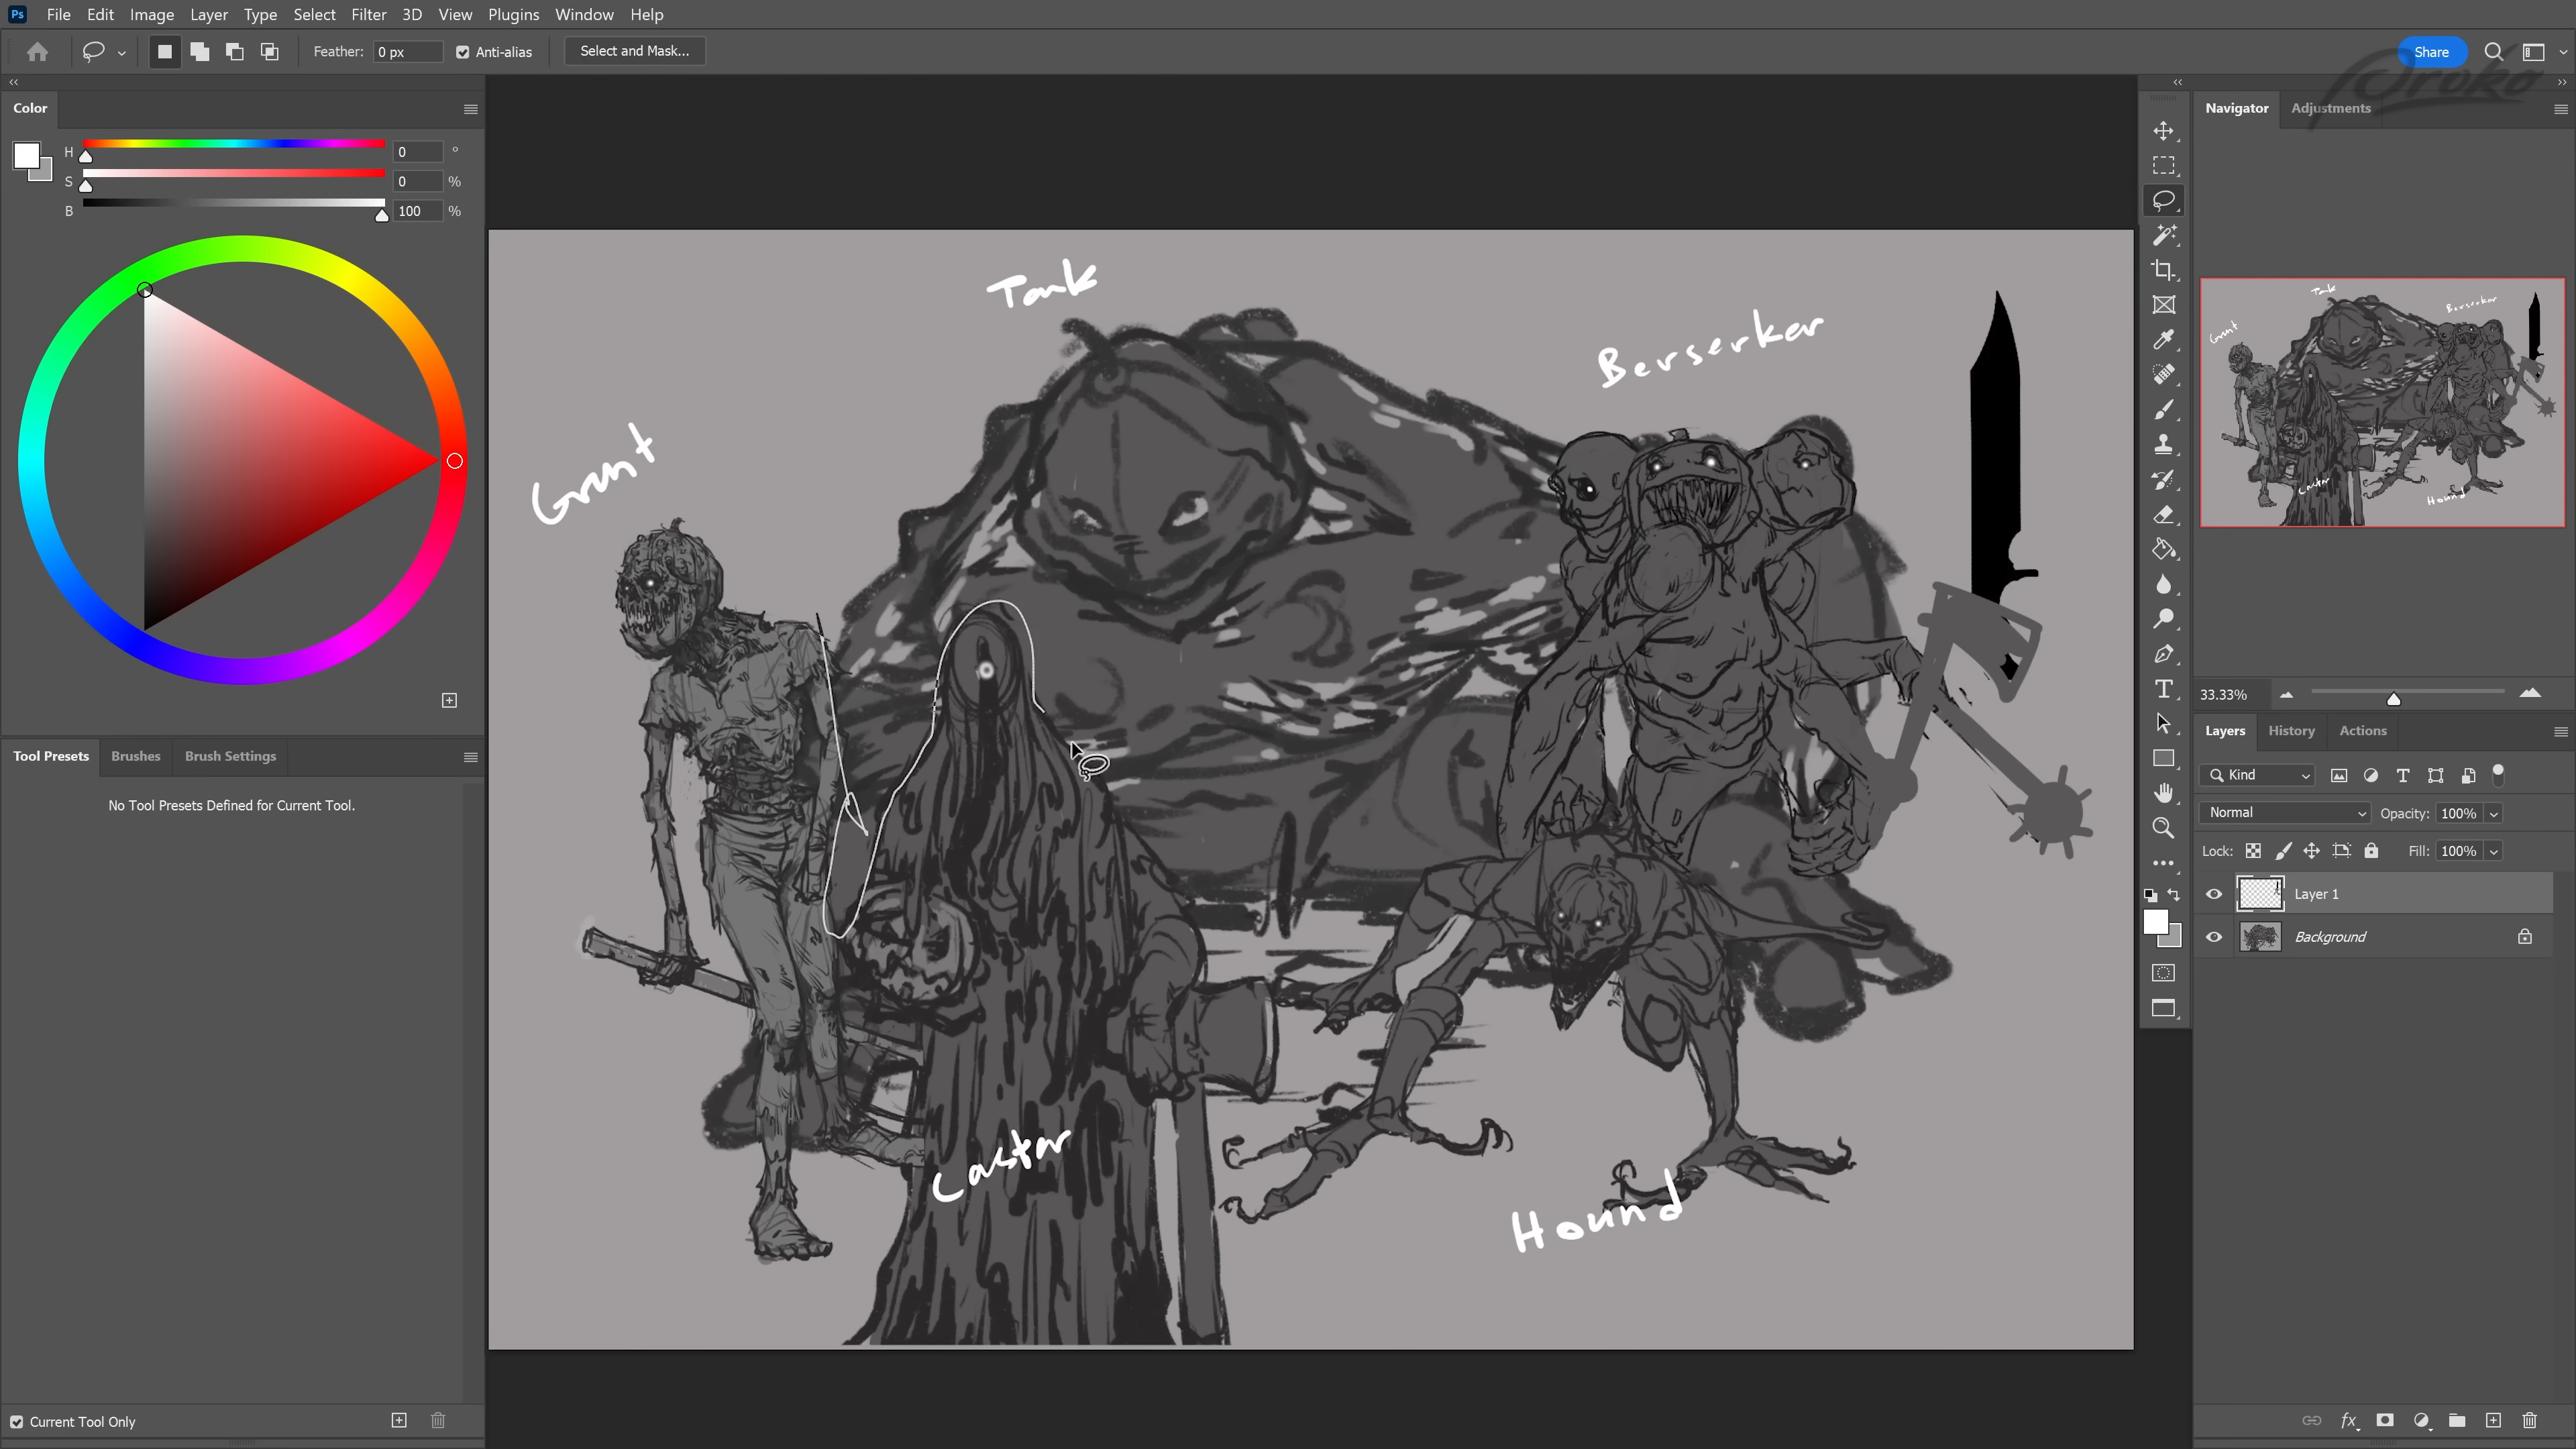 Ps File Edit Image Layer Type Select Filter 3D View Plugins Window Help
Feather: 0 px Anti-alias Select and Mask... Share
Color
Navigator Adjustments
H 0 °
S 0 %
B 100 %
Tank
Berserker
Grunt
Caster
Hound
33.33%
Tool Presets Brushes Brush Settings
No Tool Presets Defined for Current Tool.
Layers History Actions
Kind
Normal Opacity: 100%
Lock: Fill: 100%
Layer 1
Background
Current Tool Only
fx